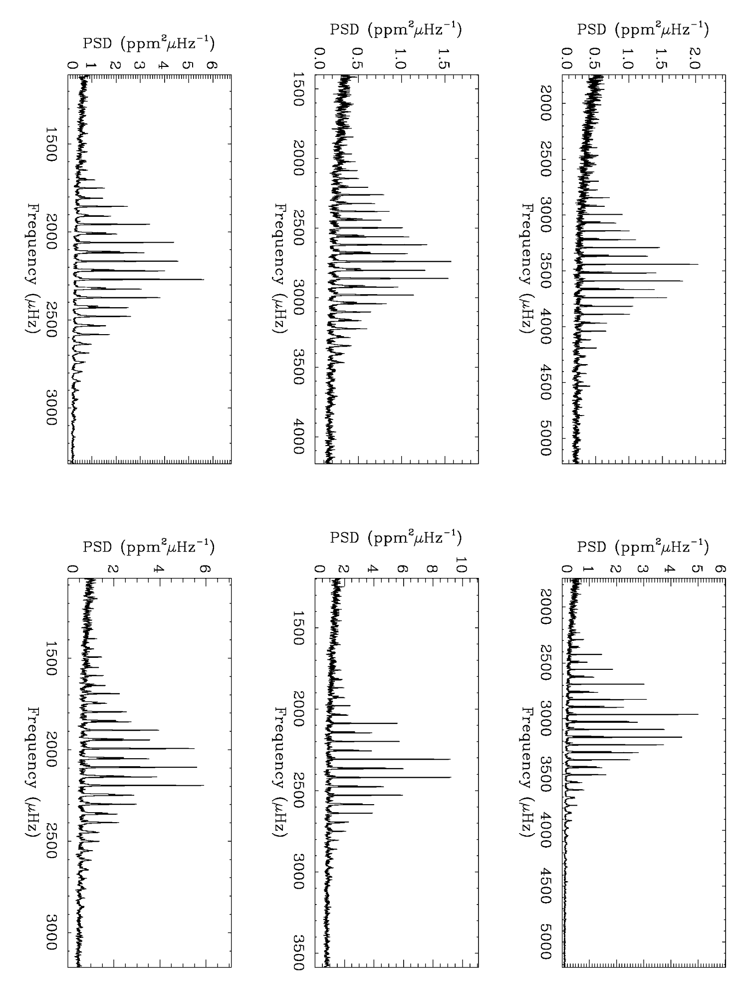 PSD (ppm²μHz⁻¹)
2.0
1.5
1.0
0.5
0.0
2000 2500 3000 3500 4000 4500 5000
Frequency (μHz)
PSD (ppm²μHz⁻¹)
6
5
4
3
2
1
0
2000 2500 3000 3500 4000 4500 5000
Frequency (μHz)
PSD (ppm²μHz⁻¹)
1.5
1.0
0.5
0.0
1500 2000 2500 3000 3500 4000
Frequency (μHz)
PSD (ppm²μHz⁻¹)
10
8
6
4
2
0
1500 2000 2500 3000 3500
Frequency (μHz)
PSD (ppm²μHz⁻¹)
6
5
4
3
2
1
0
1500 2000 2500 3000
Frequency (μHz)
PSD (ppm²μHz⁻¹)
6
4
2
0
1500 2000 2500 3000
Frequency (μHz)